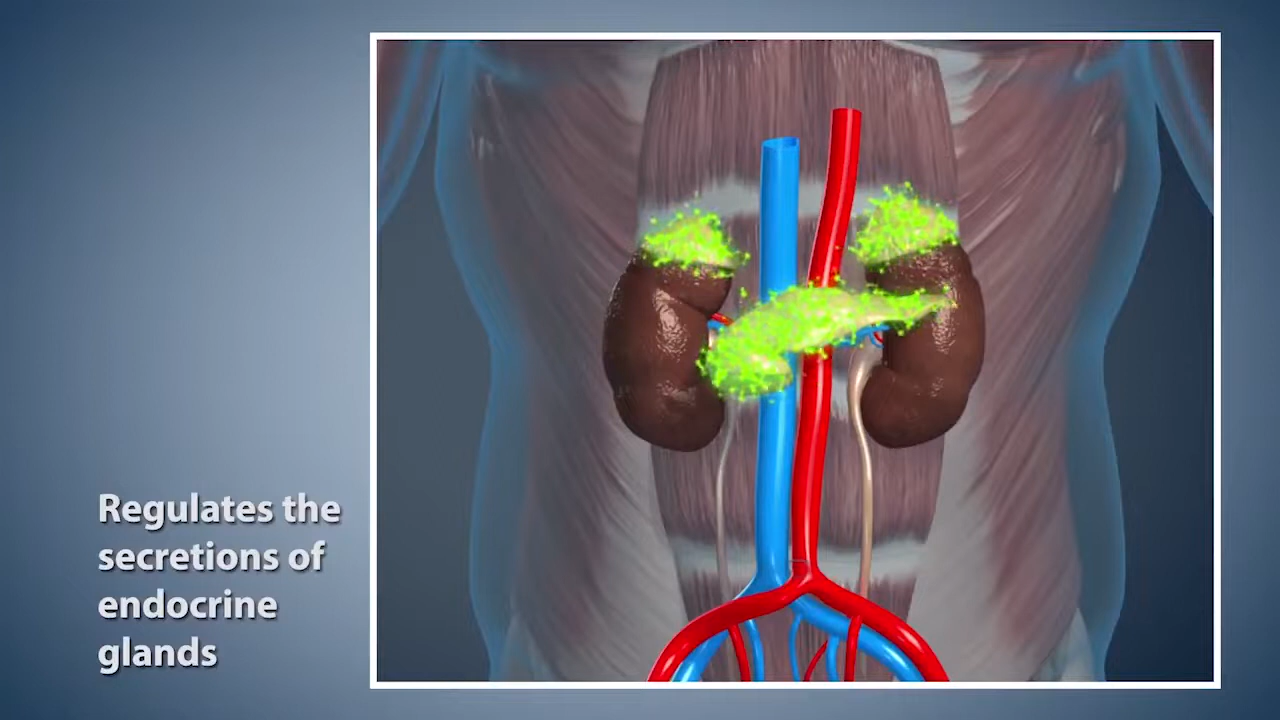 Regulates the
secretions of
endocrine
glands